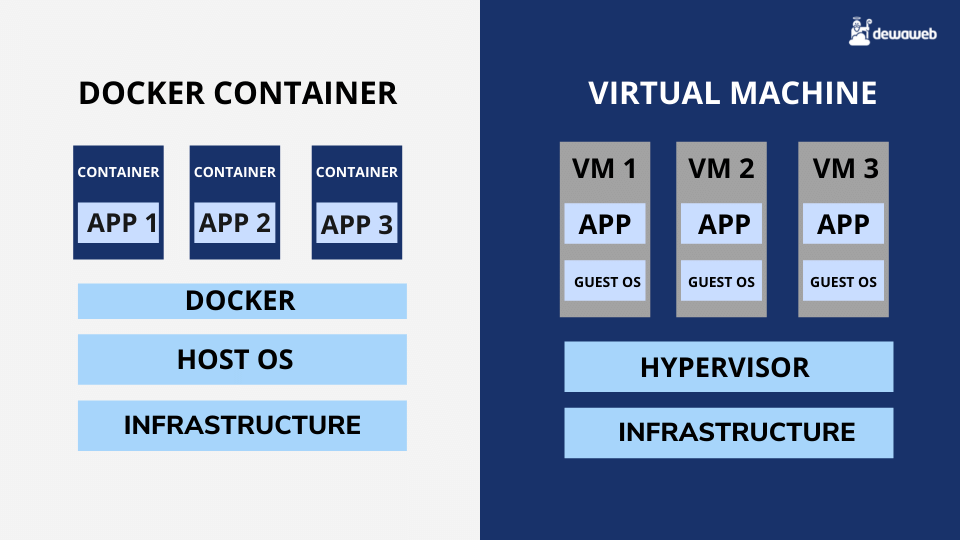 dewaweb
DOCKER CONTAINER
CONTAINER
APP 1
CONTAINER
APP 2
CONTAINER
APP 3
DOCKER
HOST OS
INFRASTRUCTURE
VIRTUAL MACHINE
VM 1
APP
GUEST OS
VM 2
APP
GUEST OS
VM 3
APP
GUEST OS
HYPERVISOR
INFRASTRUCTURE